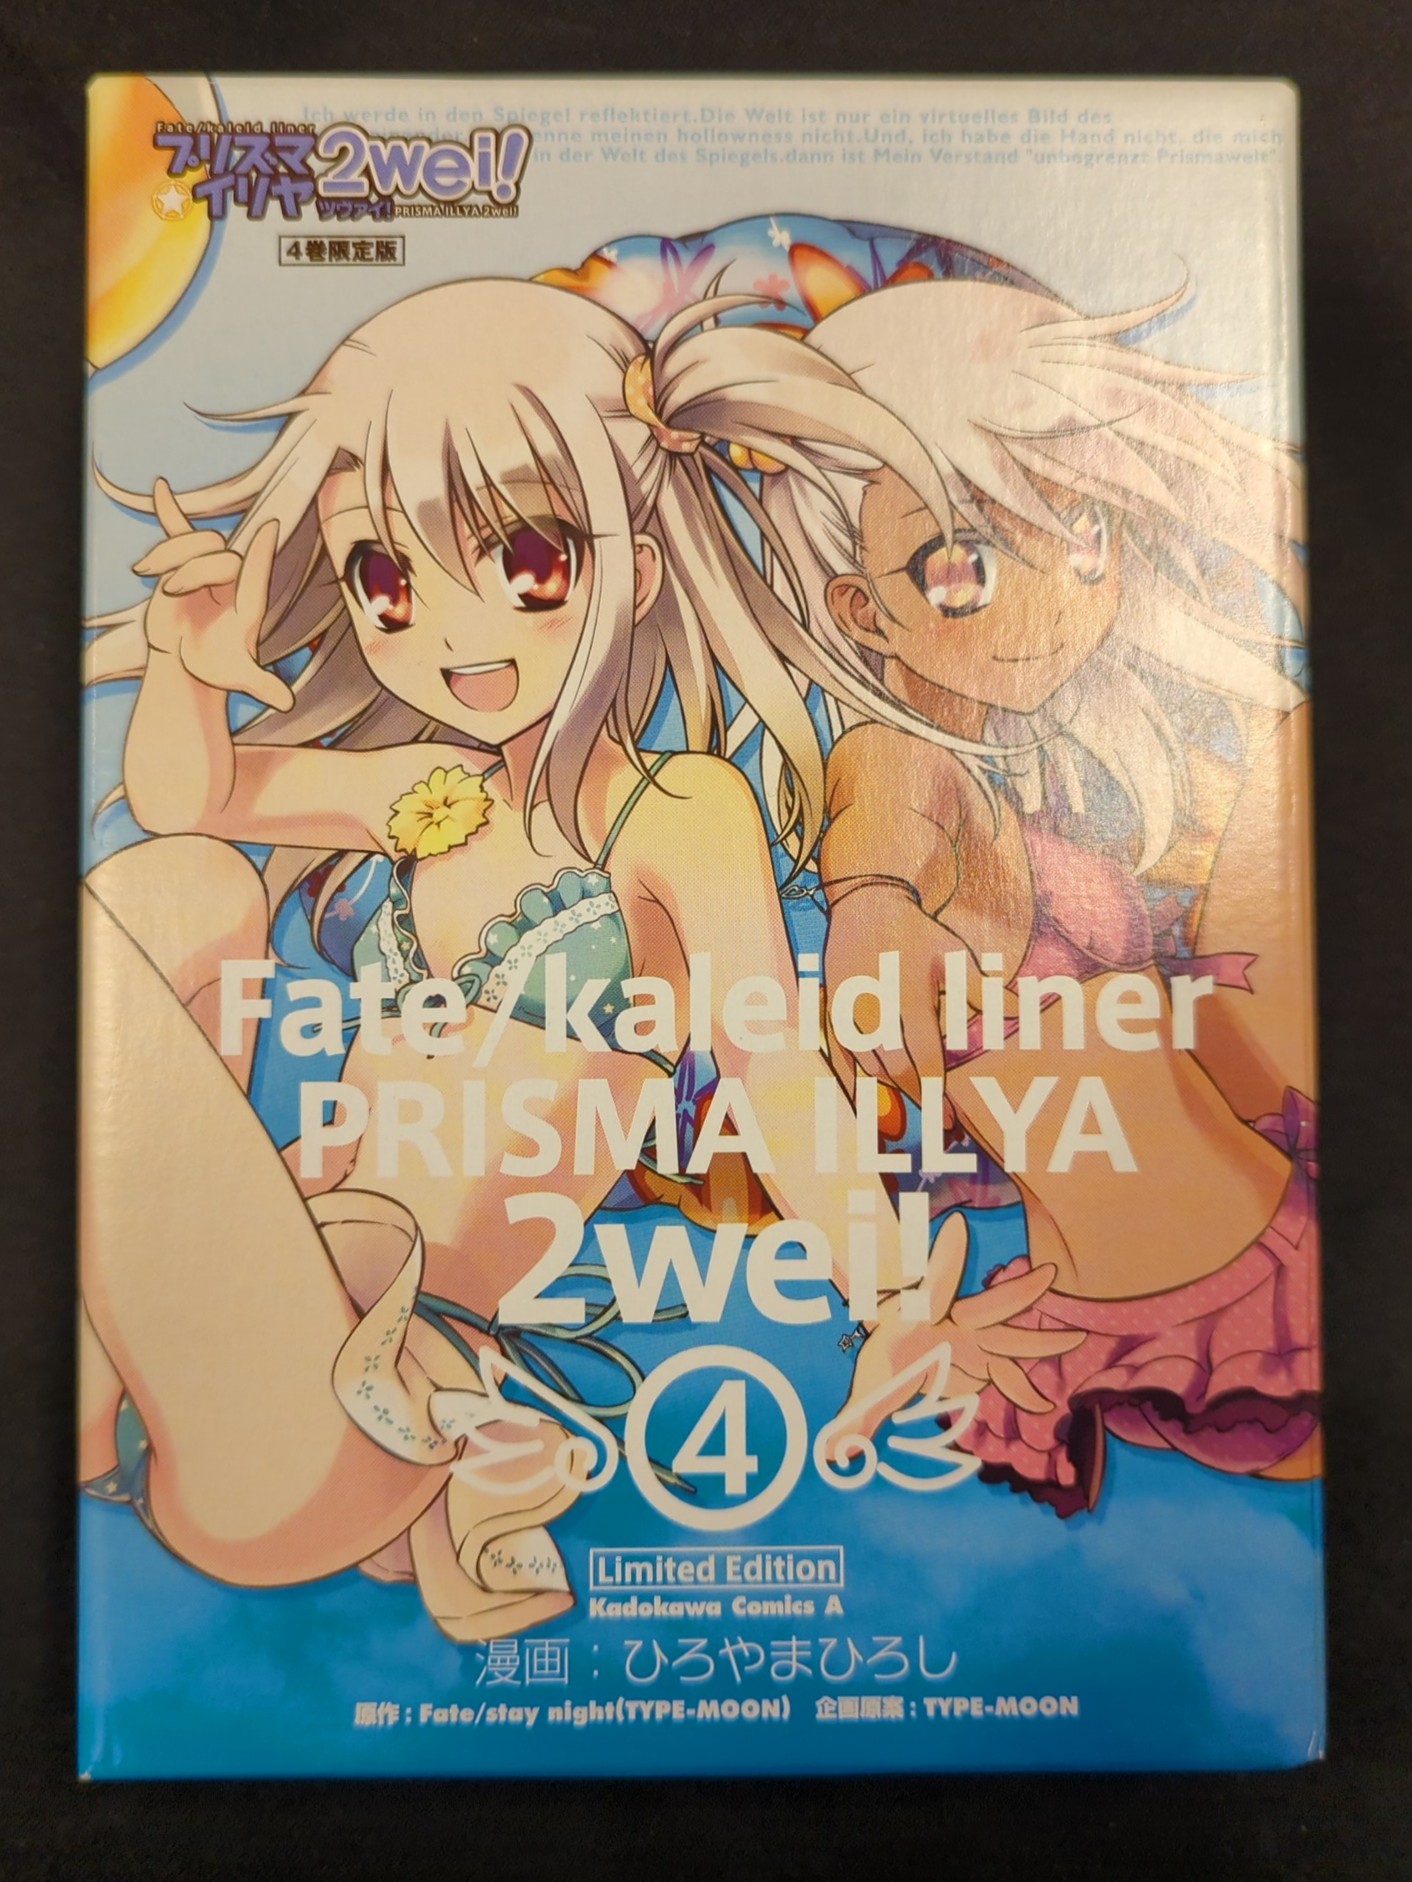 Ich werde in den Spiegel reflektiert.Die Welt ist nur ein virtuelles Bild des
enne meinen hollowness nicht.Und, ich habe die Hand nicht, die mich
in der Welt des Spiegels.dann ist Mein Verstand "unbegrenzt Prismawelt"
Fate/kaleid liner
プリズマ
イリヤ
2wei!
ツヴァイ!
PRISMA ILLYA 2wei!
4巻限定版
Fate/kaleid liner
PRISMA ILLYA
2wei!
4
Limited Edition
Kadokawa Comics A
漫画:ひろやまひろし
原作:Fate/stay night(TYPE-MOON) 企画原案:TYPE-MOON